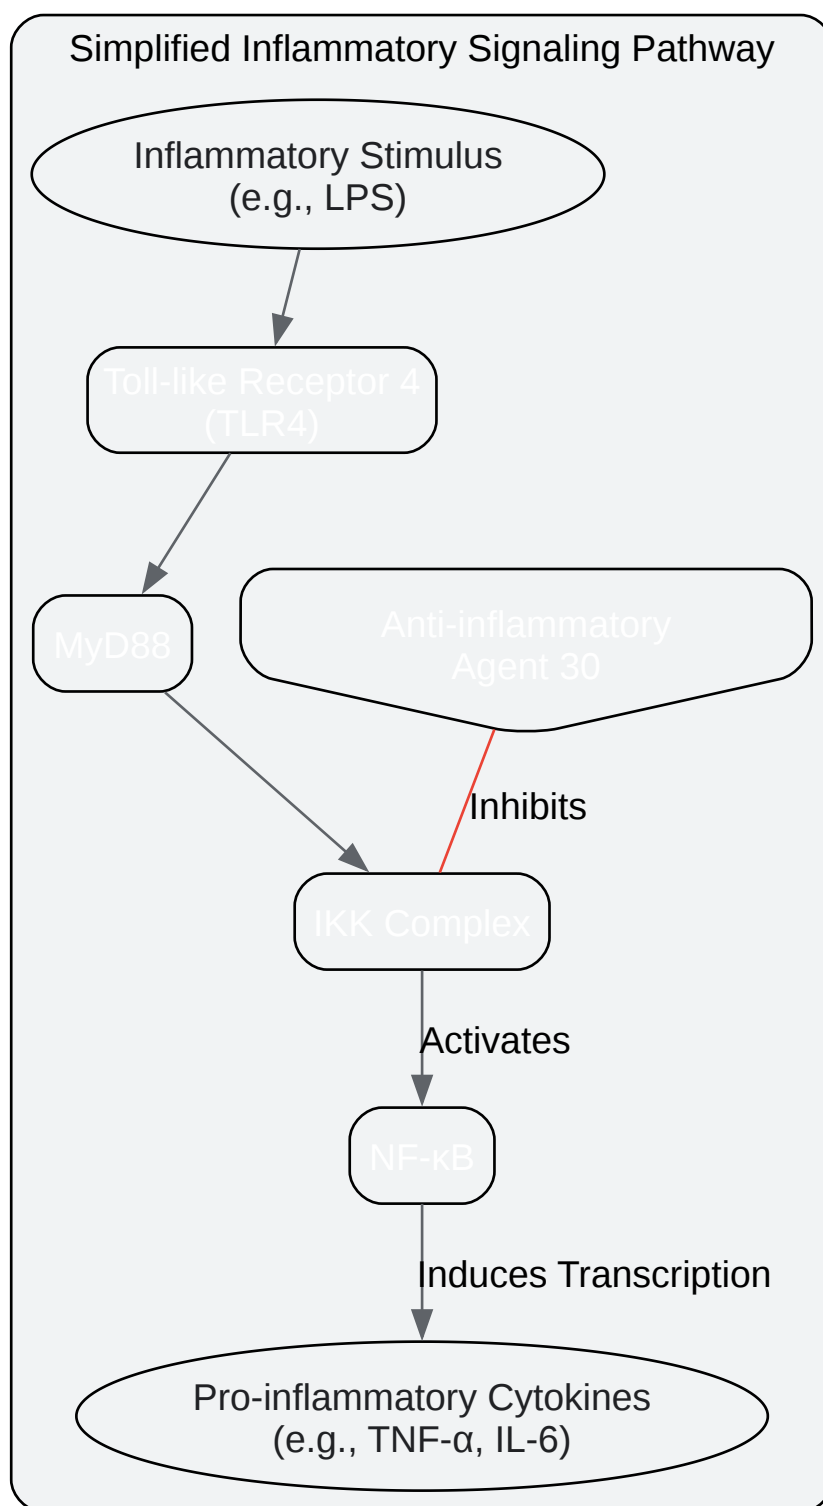 Simplified Inflammatory Signaling Pathway
Inflammatory Stimulus
(e.g., LPS)
Toll-like Receptor 4
(TLR4)
MyD88
Anti-inflammatory
Agent 30
Inhibits
IKK Complex
Activates
NF-κB
Induces Transcription
Pro-inflammatory Cytokines
(e.g., TNF-α, IL-6)